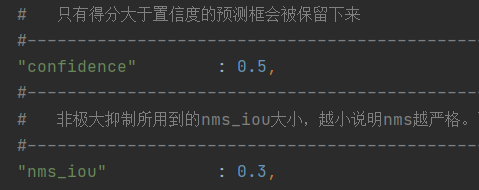 #   只有得分大于置信度的预测框会被保留下来
#---------------------------------------------------
"confidence"        : 0.5,
#---------------------------------------------------
#   非极大抑制所用到的nms_iou大小，越小说明nms越严格。
#---------------------------------------------------
"nms_iou"           : 0.3,